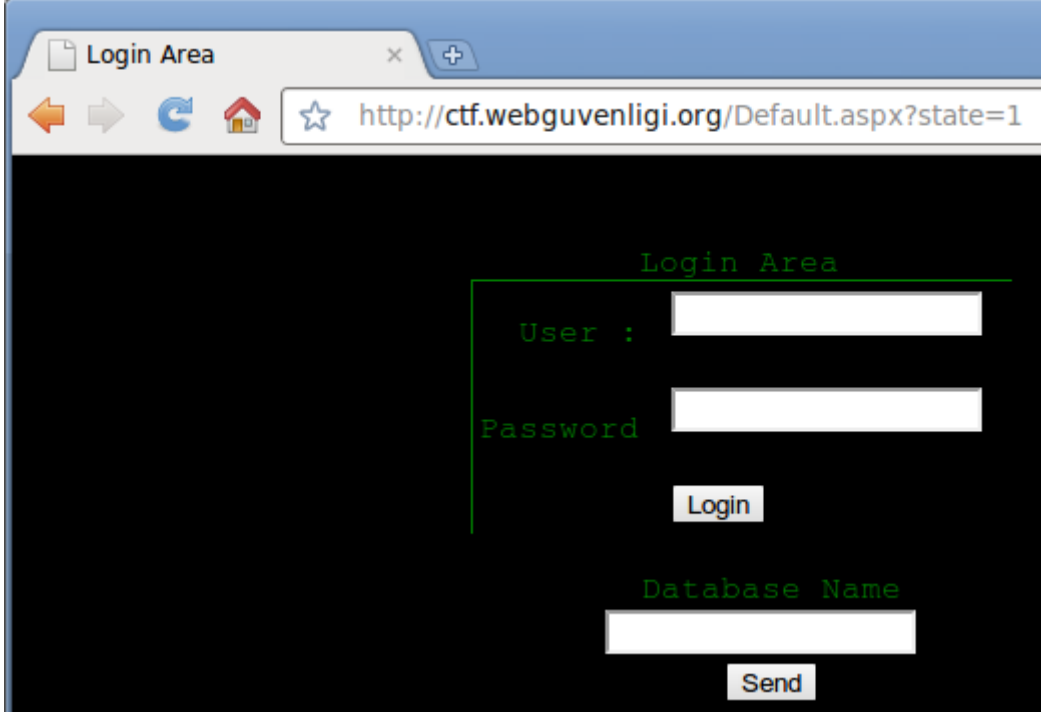 Login Area
http://ctf.webguvenligi.org/Default.aspx?state=1
Login Area
User :
Password
Login
Database Name
Send